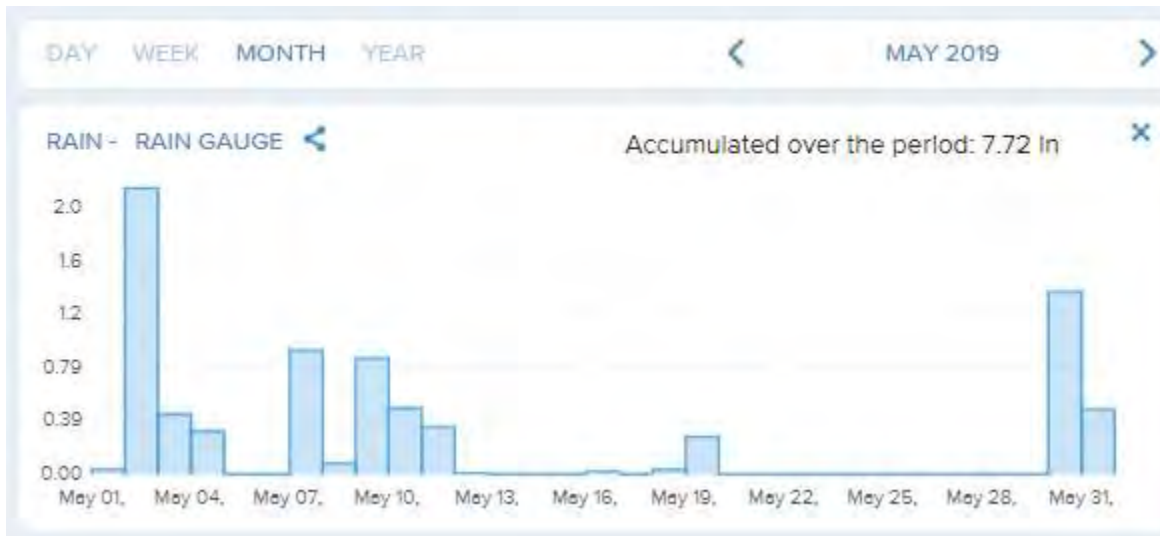 DAY WEEK MONTH YEAR MAY 2019
RAIN - RAIN GAUGE Accumulated over the period: 7.72 in
2.0
1.6
1.2
0.79
0.39
0.00
May 01, May 04, May 07, May 10, May 13, May 16, May 19, May 22, May 25, May 28, May 31,